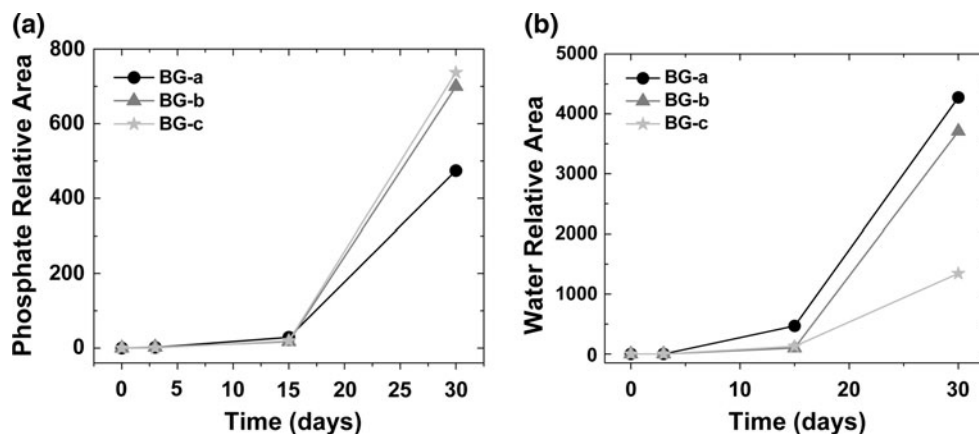 (a)
Phosphate Relative Area
800
600
400
200
0
BG-a
BG-b
BG-c
0 5 10 15 20 25 30
Time (days)
(b)
Water Relative Area
5000
4000
3000
2000
1000
0
BG-a
BG-b
BG-c
0 10 20 30
Time (days)